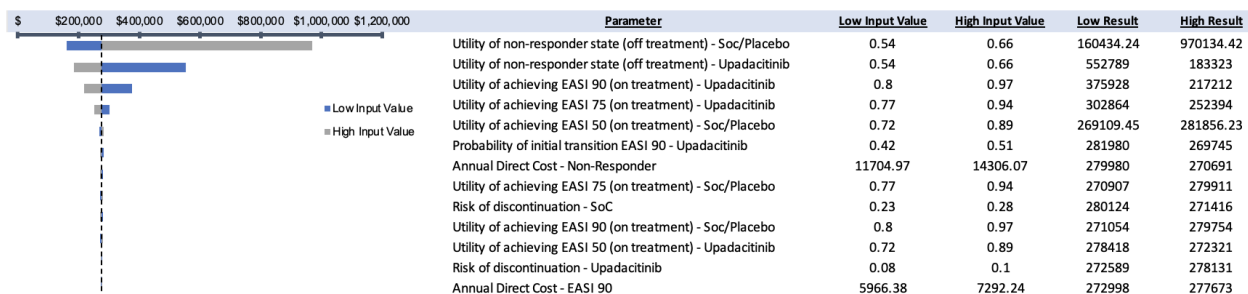 $ $200,000 $400,000 $600,000 $800,000 $1,000,000 $1,200,000 Parameter Low Input Value High Input Value Low Result High Result
Utility of non-responder state (off treatment) - Soc/Placebo 0.54 0.66 160434.24 970134.42
Utility of non-responder state (off treatment) - Upadacitinib 0.54 0.66 552789 183323
Utility of achieving EASI 90 (on treatment) - Upadacitinib 0.8 0.97 375928 217212
Utility of achieving EASI 75 (on treatment) - Upadacitinib 0.77 0.94 302864 252394
Low Input Value
Utility of achieving EASI 50 (on treatment) - Soc/Placebo 0.72 0.89 269109.45 281856.23
High Input Value
Probability of initial transition EASI 90 - Upadacitinib 0.42 0.51 281980 269745
Annual Direct Cost - Non-Responder 11704.97 14306.07 279980 270691
Utility of achieving EASI 75 (on treatment) - Soc/Placebo 0.77 0.94 270907 279911
Risk of discontinuation - SoC 0.23 0.28 280124 271416
Utility of achieving EASI 90 (on treatment) - Soc/Placebo 0.8 0.97 271054 279754
Utility of achieving EASI 50 (on treatment) - Upadacitinib 0.72 0.89 278418 272321
Risk of discontinuation - Upadacitinib 0.08 0.1 272589 278131
Annual Direct Cost - EASI 90 5966.38 7292.24 272998 277673